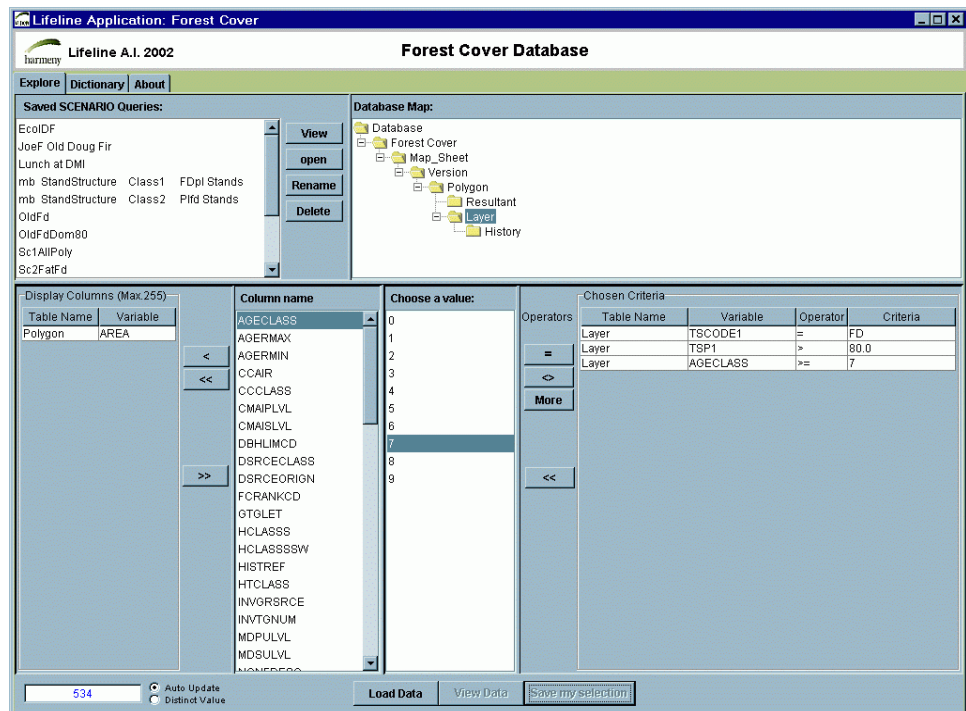 Lifeline Application: Forest Cover
harmeny Lifeline A.I. 2002 Forest Cover Database
Explore Dictionary About
Saved SCENARIO Queries:
EcoIDF
JoeF Old Doug Fir
Lunch at DMI
mb StandStructure Class1 FDpl Stands
mb StandStructure Class2 Plfd Stands
OldFd
OldFdDom80
Sc1AllPoly
Sc2FatFd
View
open
Rename
Delete
Database Map:
Database
Forest Cover
Map_Sheet
Version
Polygon
Resultant
Layer
History
Display Columns (Max.255)
Table Name Variable
Polygon AREA
<
<<
>>
Column name
AGECLASS
AGERMAX
AGERMIN
CCAIR
CCCLASS
CMAIPLVL
CMAISLVL
DBHLIMCD
DSRCECLASS
DSRCEORIGN
FCRANKCD
GTGLET
HCLASSS
HCLASSSSW
HISTREF
HTCLASS
INVGRSRCE
INVTGNUM
MDPULVL
MDSULVL
Choose a value:
0
1
2
3
4
5
6
7
8
9
Operators
=
<>
More
<<
Chosen Criteria
Table Name Variable Operator Criteria
Layer TSCODE1 = FD
Layer TSP1 > 80.0
Layer AGECLASS >= 7
534
Auto Update
Distinct Value
Load Data View Data Save my selection